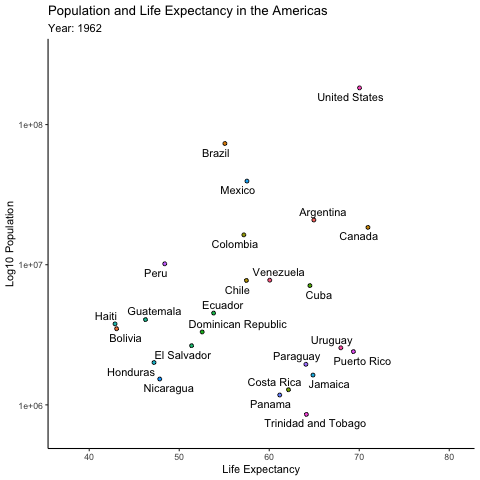 Population and Life Expectancy in the Americas
Year: 1962
United States
1e+08
Brazil
Mexico
Argentina
Canada
Colombia
Log10 Population
1e+07
Peru
Venezuela
Chile
Cuba
Ecuador
Haiti
Guatemala
Dominican Republic
Bolivia
Uruguay
El Salvador
Paraguay
Puerto Rico
Honduras
Costa Rica
Jamaica
Nicaragua
1e+06
Panama
Trinidad and Tobago
40 50 60 70 80
Life Expectancy